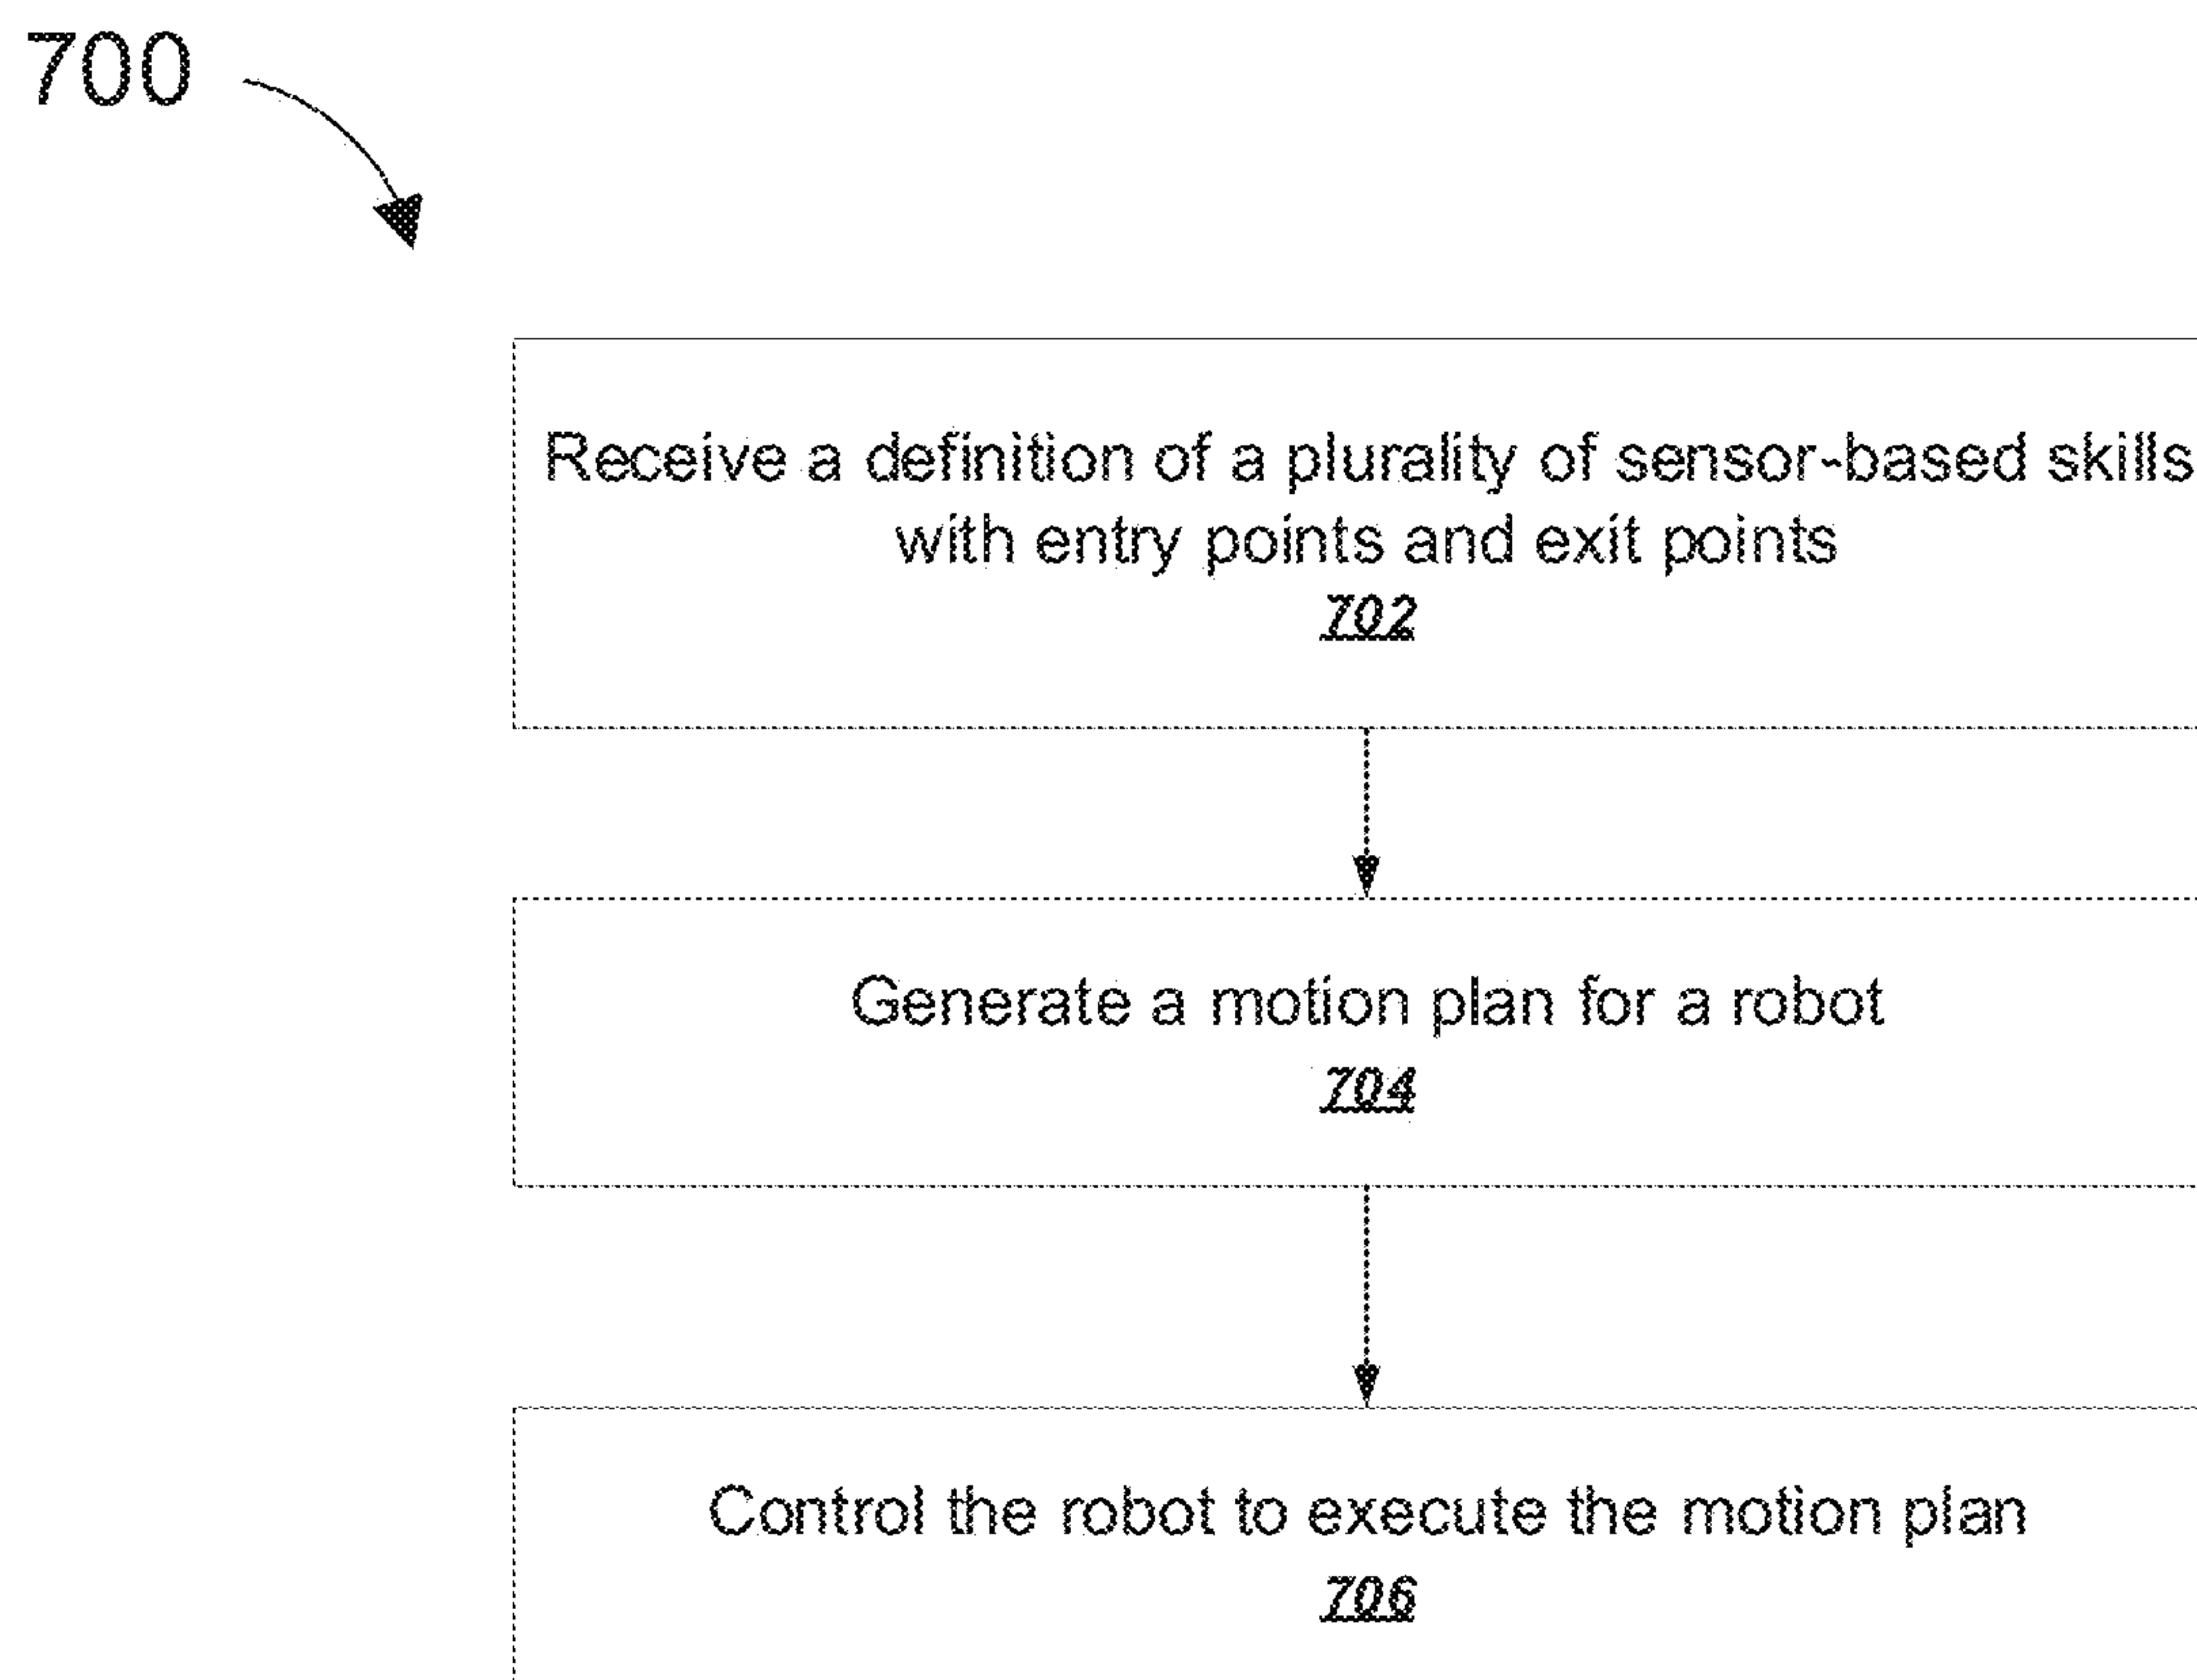 700
Receive a definition of a plurality of sensor-based skills
with entry points and exit points
702
Generate a motion plan for a robot
704
Control the robot to execute the motion plan
706